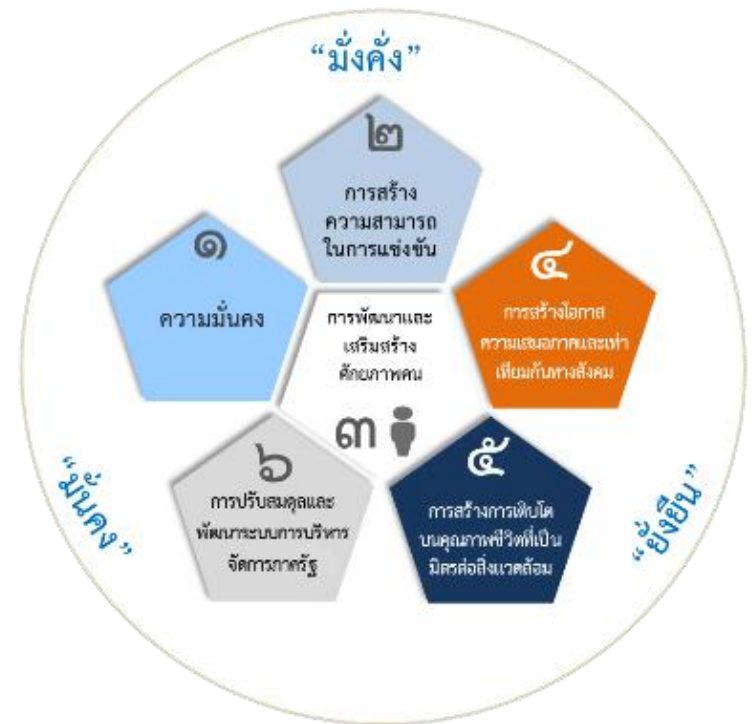 “มั่งคั่ง”
๒
การสร้าง
ความสามารถ
ในการแข่งขัน
๑
ความมั่นคง
การพัฒนาและ
เสริมสร้าง
ศักยภาพคน
๓
๔
การสร้างโอกาส
ความเสมอภาคและเท่า
เทียมกันทางสังคม
๖
การปรับสมดุลและ
พัฒนาระบบการบริหาร
จัดการภาครัฐ
๕
การสร้างการเติบโต
บนคุณภาพชีวิตที่เป็น
มิตรต่อสิ่งแวดล้อม
“มั่นคง”
“ยั่งยืน”